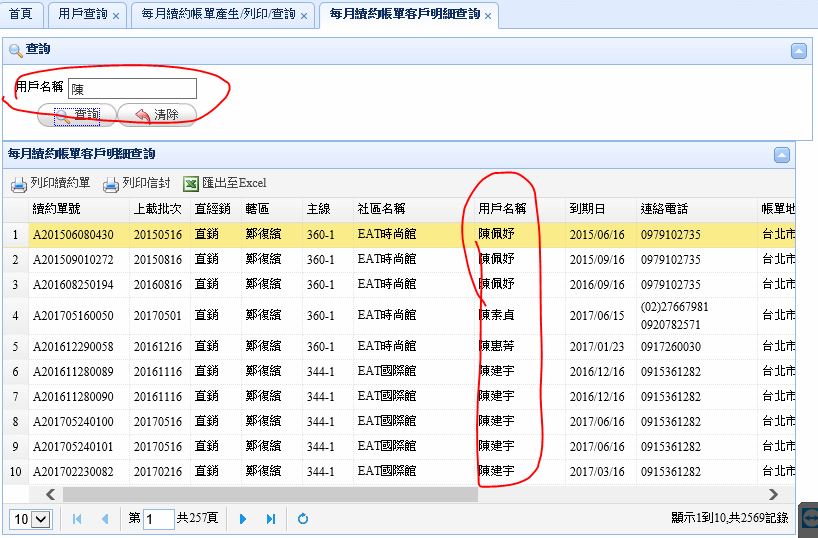 首頁 用戶查詢 每月續約帳單產生/列印/查詢 每月續約帳單客戶明細查詢
查詢
用戶名稱 陳
查詢 清除
每月續約帳單客戶明細查詢
列印續約單 列印信封 匯出至Excel
續約單號 上載批次 直經銷 轄區 主線 社區名稱 用戶名稱 到期日 連絡電話 帳單地
1 A201506080430 20150516 直銷 鄭復繽 360-1 EAT時尚館 陳佩妤 2015/06/16 0979102735 台北市
2 A201509010272 20150816 直銷 鄭復繽 360-1 EAT時尚館 陳佩妤 2015/09/16 0979102735 台北市
3 A201608250194 20160816 直銷 鄭復繽 360-1 EAT時尚館 陳佩妤 2016/09/16 0979102735 台北市
4 A201705160050 20170501 直銷 鄭復繽 360-1 EAT時尚館 陳素貞 2017/06/15 (02)27667981 0920782571 台北市
5 A201612290058 20161216 直銷 鄭復繽 360-1 EAT時尚館 陳惠菁 2017/01/23 0917260030 台北市
6 A201611280089 20161116 直銷 鄭復繽 344-1 EAT國際館 陳建宇 2016/12/16 0915361282 台北市
7 A201611280090 20161116 直銷 鄭復繽 344-1 EAT國際館 陳建宇 2016/12/16 0915361282 台北市
8 A201705240100 20170516 直銷 鄭復繽 344-1 EAT國際館 陳建宇 2017/06/16 0915361282 台北市
9 A201705240101 20170516 直銷 鄭復繽 344-1 EAT國際館 陳建宇 2017/06/16 0915361282 台北市
10 A201702230082 20170216 直銷 鄭復繽 344-1 EAT國際館 陳建宇 2017/03/16 0915361282 台北市
10 第 1 共257頁 顯示1到10,共2569記錄